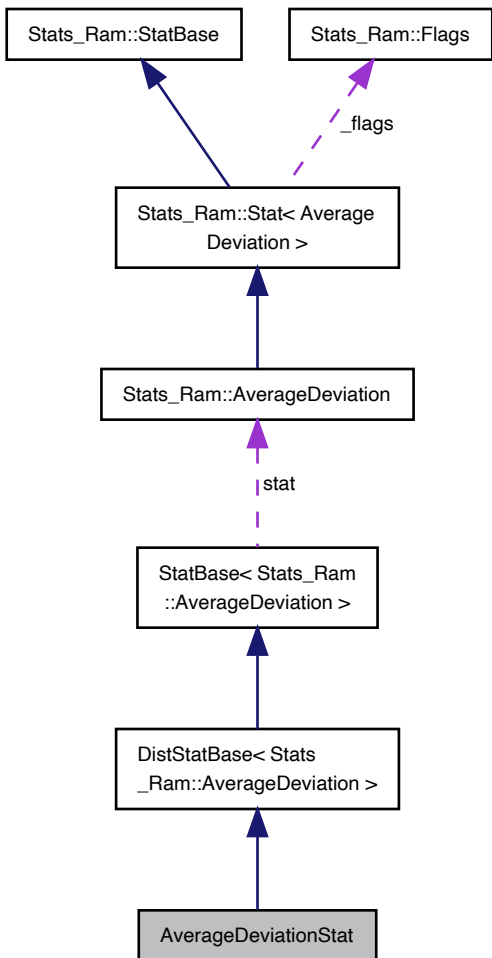 Stats_Ram::StatBase
Stats_Ram::Flags
_flags
Stats_Ram::Stat< Average
Deviation >
Stats_Ram::AverageDeviation
stat
StatBase< Stats_Ram
::AverageDeviation >
DistStatBase< Stats
_Ram::AverageDeviation >
AverageDeviationStat